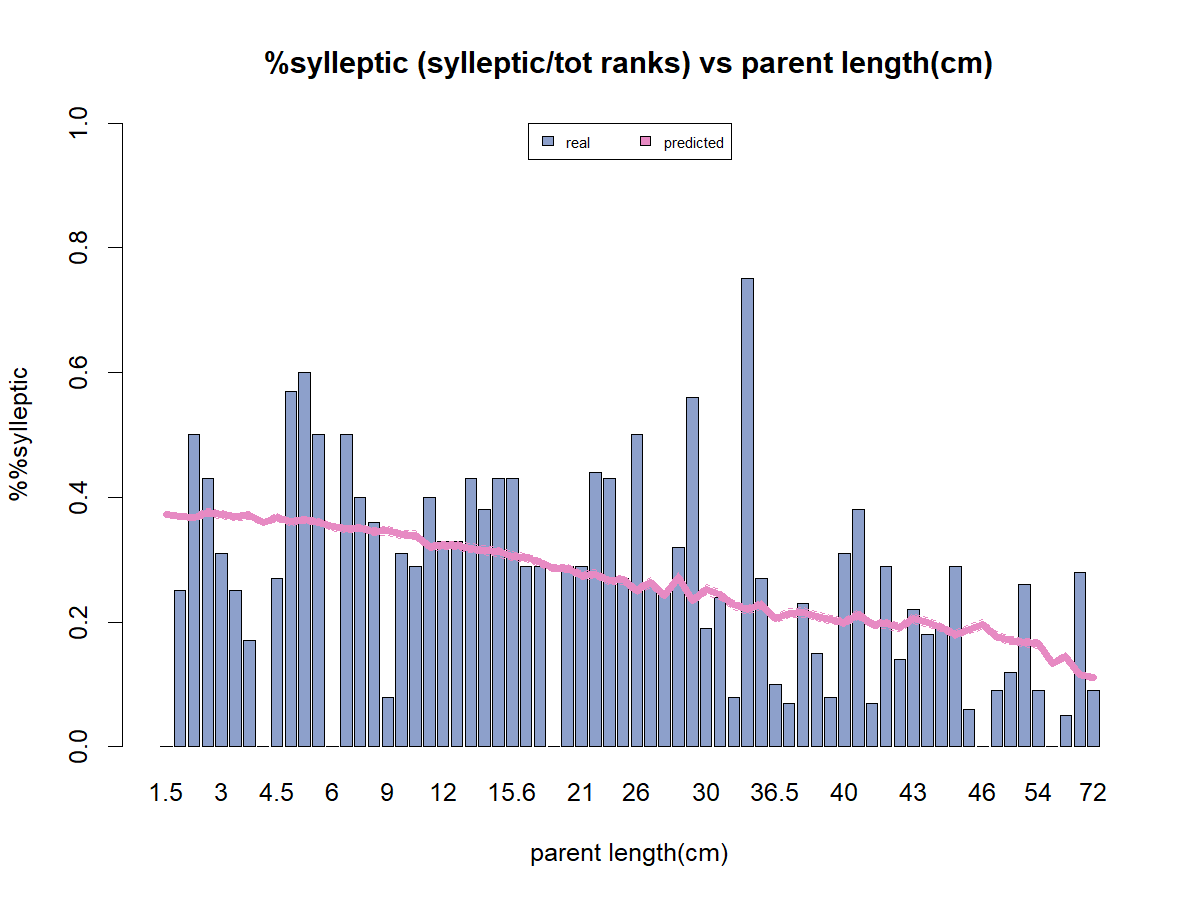 %sylleptic (sylleptic/tot ranks) vs parent length(cm)
real predicted
%%sylleptic
1.0
0.8
0.6
0.4
0.2
0.0
1.5 3 4.5 6 9 12 15.6 21 26 30 36.5 40 43 46 54 72
parent length(cm)